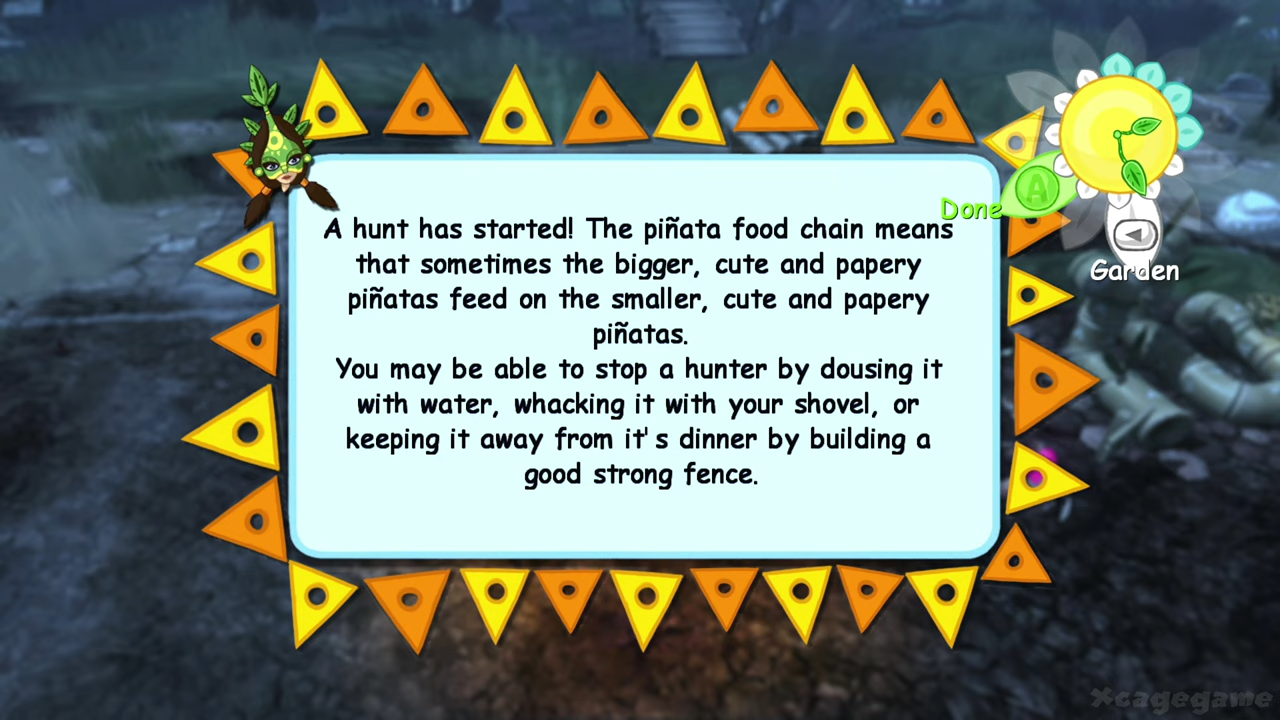 A hunt has started! The piñata food chain means
that sometimes the bigger, cute and papery
piñatas feed on the smaller, cute and papery
piñatas.
You may be able to stop a hunter by dousing it
with water, whacking it with your shovel, or
keeping it away from it's dinner by building a
good strong fence.
Done
A
Garden
Xcagegame